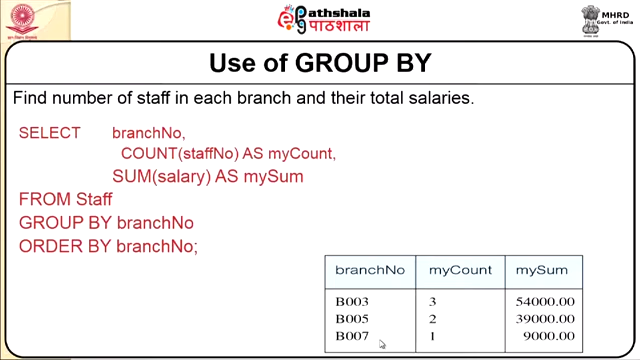 Pathshala
पाठशाला
MHRD
Govt. of India
Use of GROUP BY
Find number of staff in each branch and their total salaries.
SELECT branchNo,
COUNT(staffNo) AS myCount,
SUM(salary) AS mySum
FROM Staff
GROUP BY branchNo
ORDER BY branchNo;
branchNo myCount mySum
B003 3 54000.00
B005 2 39000.00
B007 1 9000.00